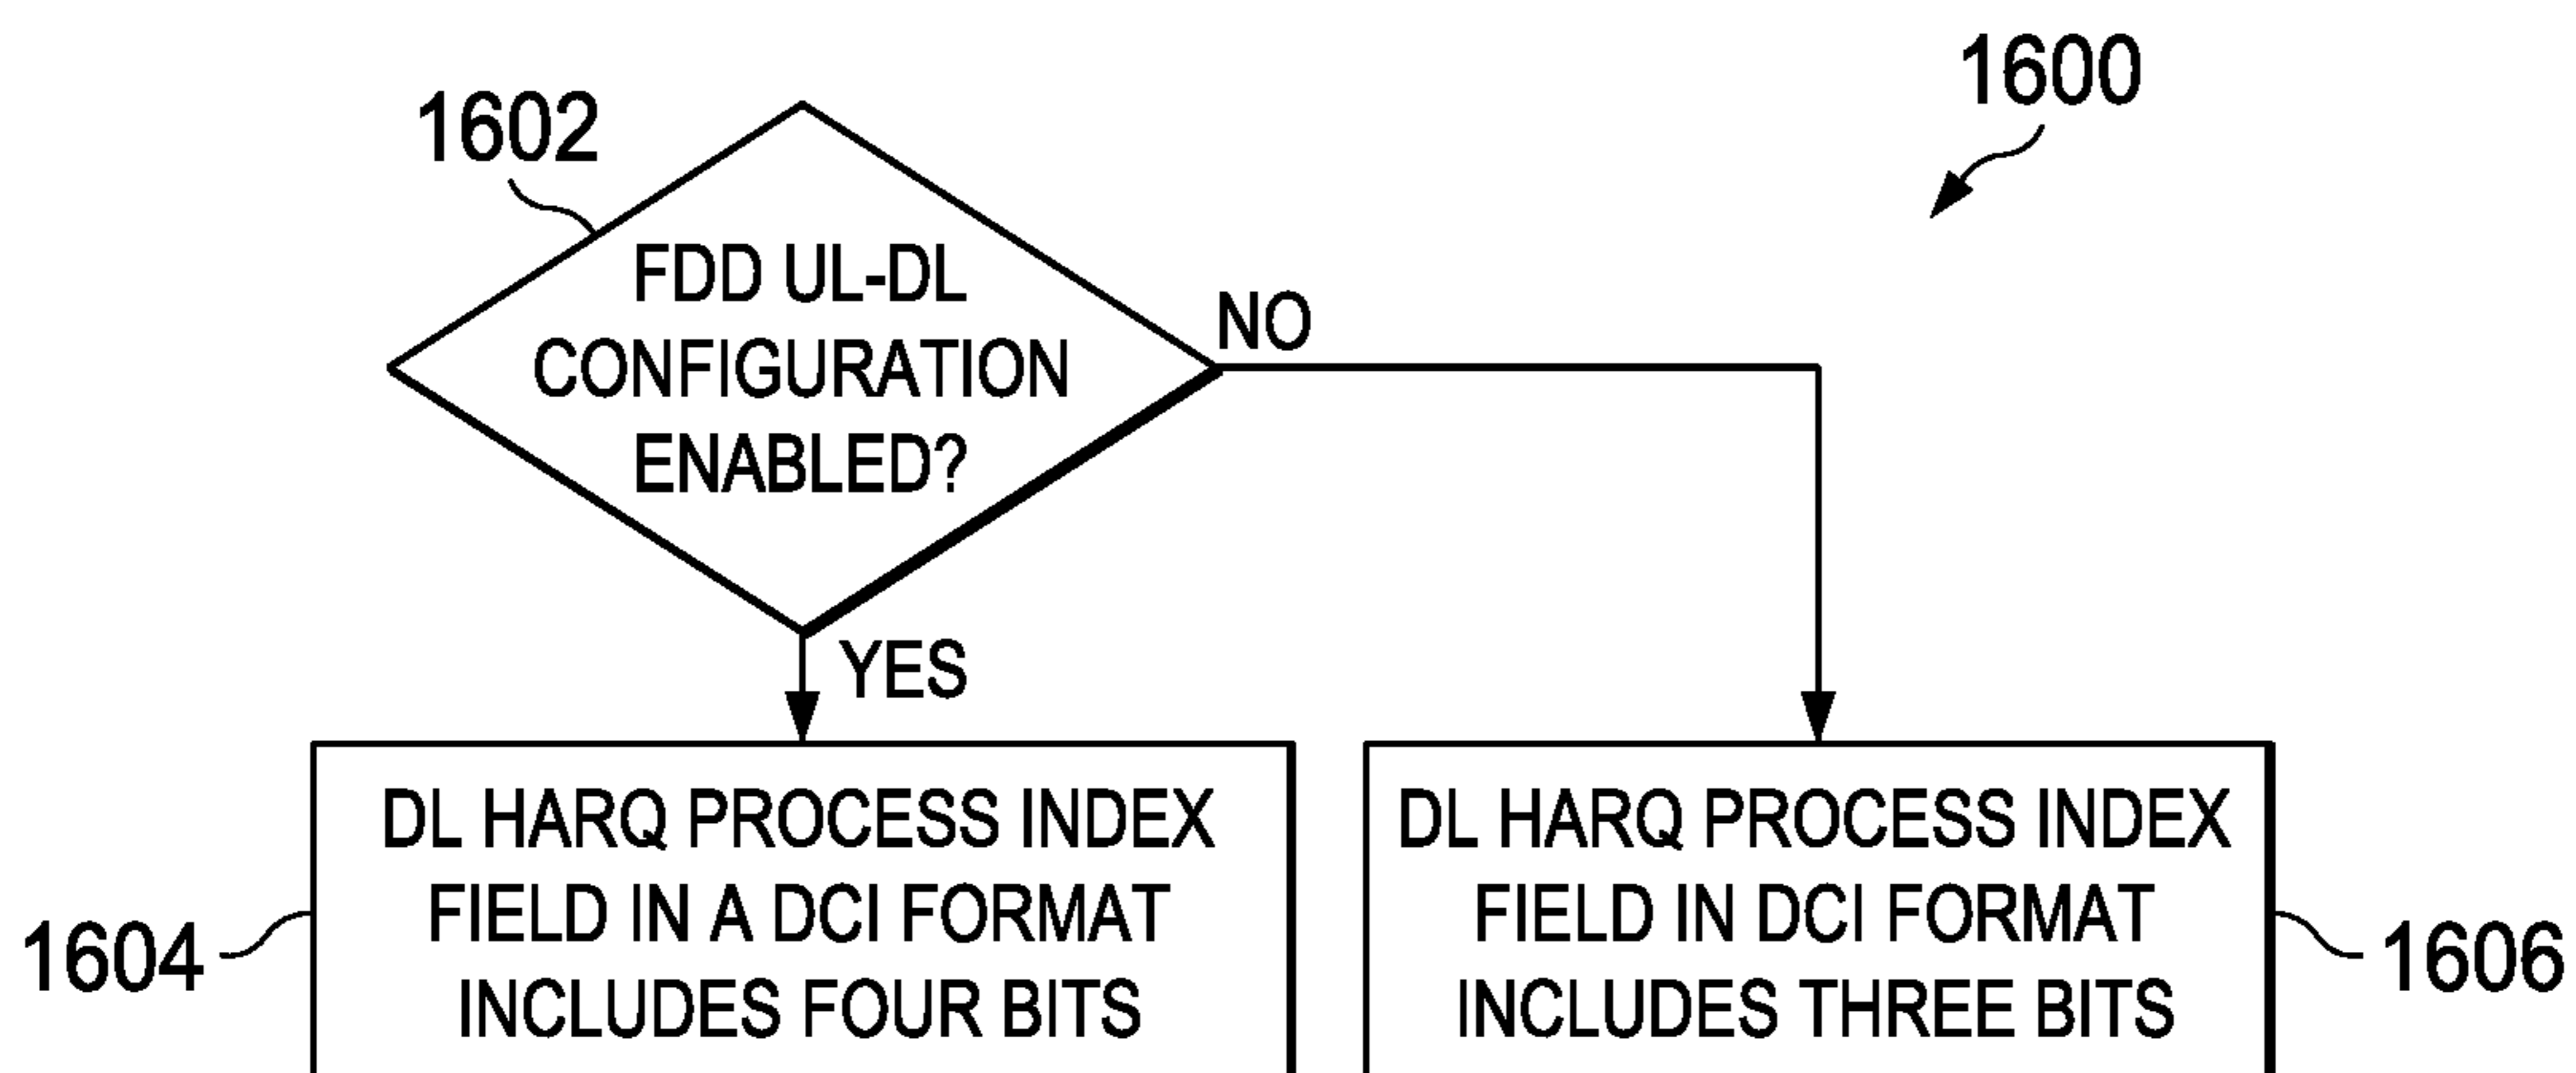 1600
1602
FDD UL-DL
CONFIGURATION
ENABLED?
NO
YES
DL HARQ PROCESS INDEX
FIELD IN A DCI FORMAT
INCLUDES FOUR BITS
1604
DL HARQ PROCESS INDEX
FIELD IN DCI FORMAT
INCLUDES THREE BITS
1606